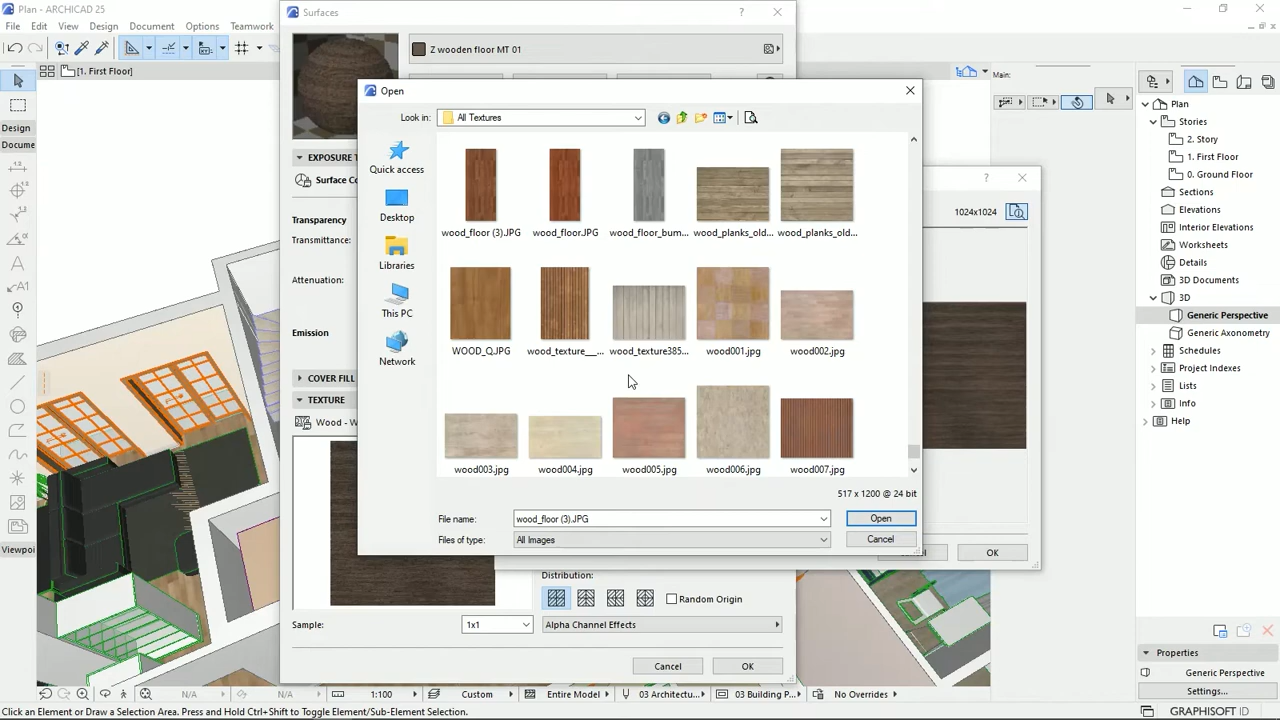 Plan - ARCHICAD 25
File Edit View Design Document Options Teamwork
[1. First Floor]
Design
Docume
Viewpoi
Surfaces
Z wooden floor MT 01
EXPOSURE T
Surface Co
Transparency
Transmittance:
Attenuation:
Emission
COVER FILL
TEXTURE
Wood - W
Sample:
1x1
Distribution:
Random Origin
Alpha Channel Effects
Cancel
OK
Open
Look in:
All Textures
Quick access
Desktop
Libraries
This PC
Network
wood_floor (3).JPG
wood_floor.JPG
wood_floor_bum...
wood_planks_old...
wood_planks_old...
WOOD_Q.JPG
wood_texture__...
wood_texture385...
wood001.jpg
wood002.jpg
wood003.jpg
wood004.jpg
wood005.jpg
wood006.jpg
wood007.jpg
517 x 1200 @ 24 bit
File name:
wood_floor (3).JPG
Open
Files of type:
All Images
Cancel
1024x1024
OK
Main:
Plan
Stories
2. Story
1. First Floor
0. Ground Floor
Sections
Elevations
Interior Elevations
Worksheets
Details
3D Documents
3D
Generic Perspective
Generic Axonometry
Schedules
Project Indexes
Lists
Info
Help
Properties
Generic Perspective
Settings...
GRAPHISOFT ID
N/A
N/A
1:100
Custom
Entire Model
03 Architectu...
03 Building P...
No Overrides
Click an Element or Draw a Selection Area. Press and Hold Ctrl+Shift to Toggle Element/Sub-Element Selection.